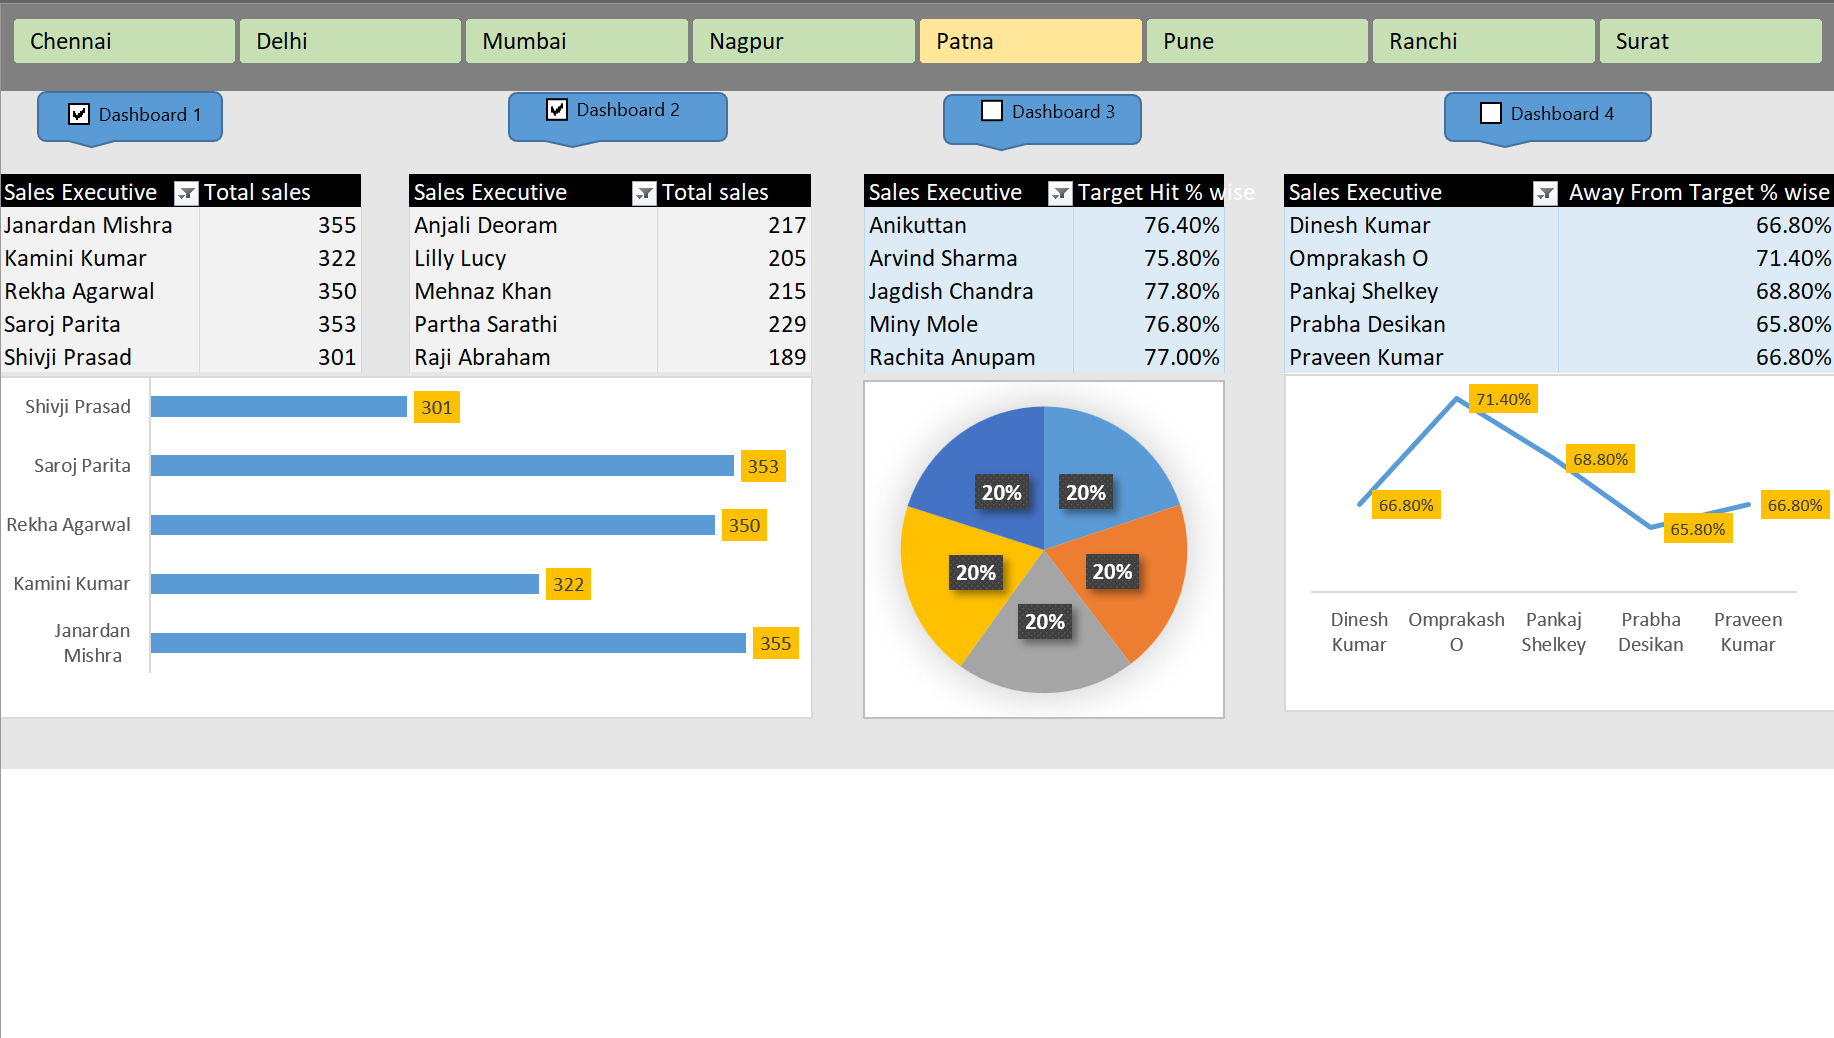 Chennai
Delhi
Mumbai
Nagpur
Patna
Pune
Ranchi
Surat
Dashboard 1
Dashboard 2
Dashboard 3
Dashboard 4
Sales Executive Total sales
Janardan Mishra 355
Kamini Kumar 322
Rekha Agarwal 350
Saroj Parita 353
Shivji Prasad 301
Sales Executive Total sales
Anjali Deoram 217
Lilly Lucy 205
Mehnaz Khan 215
Partha Sarathi 229
Raji Abraham 189
Sales Executive Target Hit % wise
Anikuttan 76.40%
Arvind Sharma 75.80%
Jagdish Chandra 77.80%
Miny Mole 76.80%
Rachita Anupam 77.00%
Sales Executive Away From Target % wise
Dinesh Kumar 66.80%
Omprakash O 71.40%
Pankaj Shelkey 68.80%
Prabha Desikan 65.80%
Praveen Kumar 66.80%
Shivji Prasad 301
Saroj Parita 353
Rekha Agarwal 350
Kamini Kumar 322
Janardan
Mishra
355
20%
20%
20%
20%
20%
71.40%
68.80%
66.80%
65.80%
66.80%
Dinesh
Kumar
Omprakash
O
Pankaj
Shelkey
Prabha
Desikan
Praveen
Kumar